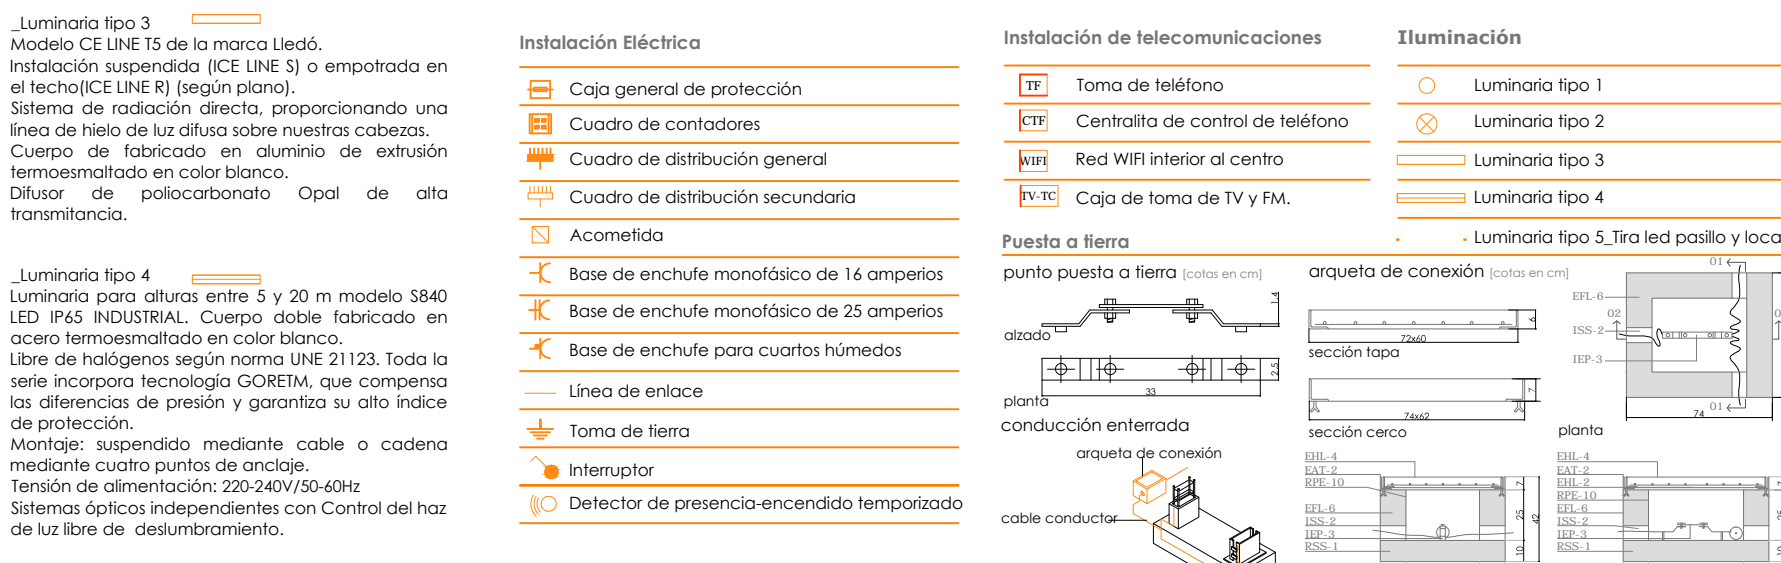 _Luminaria tipo 3
Modelo CE LINE T5 de la marca Lledó.
Instalación suspendida (ICE LINE S) o empotrada en
el techo(ICE LINE R) (según plano).
Sistema de radiación directa, proporcionando una
línea de hielo de luz difusa sobre nuestras cabezas.
Cuerpo de fabricado en aluminio de extrusión
termoesmaltado en color blanco.
Difusor de poliocarbonato Opal de alta
transmitancia.
_Luminaria tipo 4
Luminaria para alturas entre 5 y 20 m modelo S840
LED IP65 INDUSTRIAL. Cuerpo doble fabricado en
acero termoesmaltado en color blanco.
Libre de halógenos según norma UNE 21123. Toda la
serie incorpora tecnología GORETM, que compensa
las diferencias de presión y garantiza su alto índice
de protección.
Montaje: suspendido mediante cable o cadena
mediante cuatro puntos de anclaje.
Tensión de alimentación: 220-240V/50-60Hz
Sistemas ópticos independientes con Control del haz
de luz libre de deslumbramiento.
Instalación Eléctrica
Caja general de protección
Cuadro de contadores
Cuadro de distribución general
Cuadro de distribución secundaria
Acometida
Base de enchufe monofásico de 16 amperios
Base de enchufe monofásico de 25 amperios
Base de enchufe para cuartos húmedos
Línea de enlace
Toma de tierra
Interruptor
Detector de presencia-encendido temporizado
Instalación de telecomunicaciones
TF Toma de teléfono
CTF Centralita de control de teléfono
WIFI Red WIFI interior al centro
TV-TC Caja de toma de TV y FM.
Iluminación
Luminaria tipo 1
Luminaria tipo 2
Luminaria tipo 3
Luminaria tipo 4
Luminaria tipo 5_Tira led pasillo y loca
Puesta a tierra
punto puesta a tierra [cotas en cm]
1.4
alzado
2.5
33
planta
conducción enterrada
arqueta de conexión
cable conductor
arqueta de conexión [cotas en cm]
6
72x60
sección tapa
7
74x62
sección cerco
EHL-4
EAT-2
RPE-10
EFL-6
ISS-2
IEP-3
RSS-1
7
25
42
10
01
EFL-6
02
ISS-2
IEP-3
01
74
planta
EHL-4
EAT-2
EHL-2
RPE-10
EFL-6
ISS-2
IEP-3
RSS-1